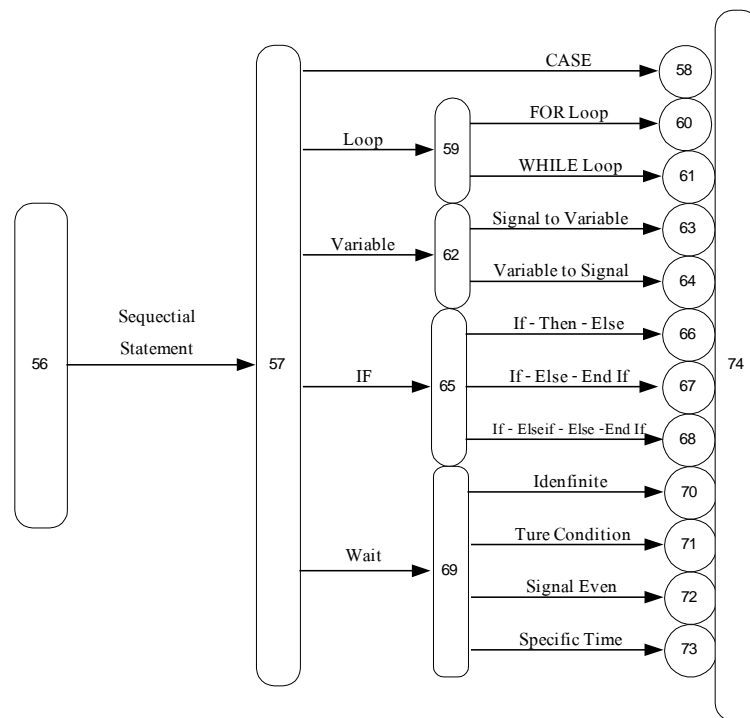 CASE
58
FOR Loop
60
Loop
59
WHILE Loop
61
Signal to Variable
63
Variable
62
Variable to Signal
64
Sequectial
Statement
56
57
If - Then - Else
66
74
IF
65
If - Else - End If
67
If - Elseif - Else -End If
68
Idenfinite
70
Ture Condition
71
Wait
69
Signal Even
72
Specific Time
73